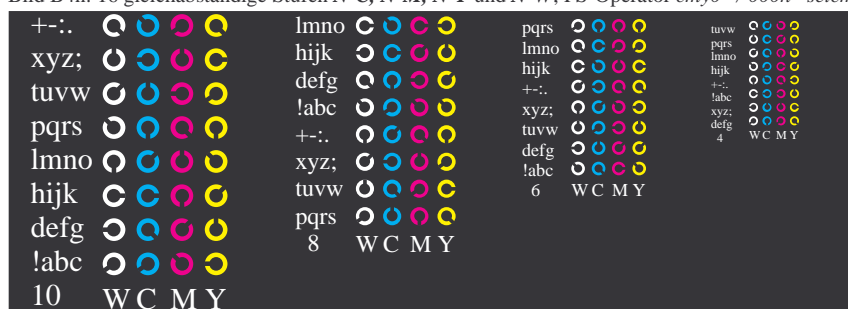 +-:.
xyz;
tuvw
pqrs
lmno
hijk
defg
!abc
10 W C M Y
lmno
hijk
defg
!abc
+-:.
xyz;
tuvw
pqrs
8 W C M Y
pqrs
lmno
hijk
+-:.
xyz;
tuvw
defg
!abc
6 W C M Y
tuvw
pqrs
lmno
hijk
+-:.
!abc
xyz;
defg
4 W C M Y